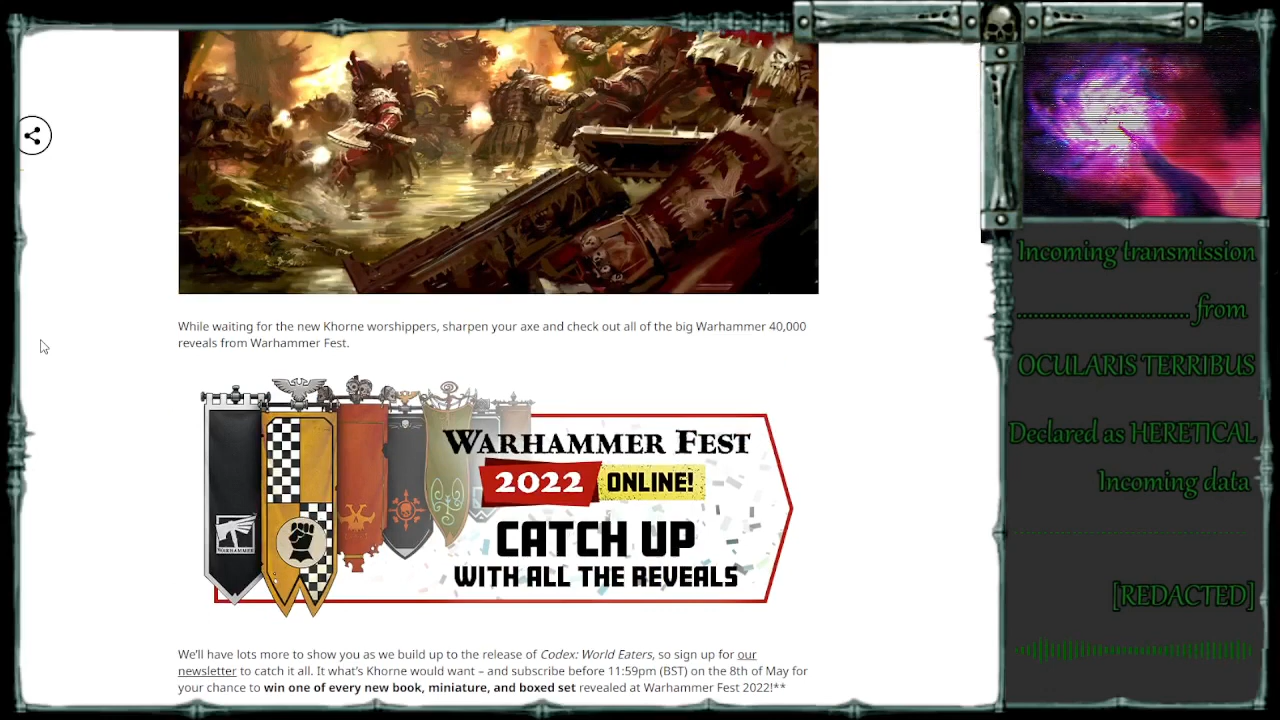 While waiting for the new Khorne worshippers, sharpen your axe and check out all of the big Warhammer 40,000
reveals from Warhammer Fest.
WARHAMMER FEST
2022 ONLINE!
CATCH UP
WITH ALL THE REVEALS
WARHAMMER
We'll have lots more to show you as we build up to the release of Codex: World Eaters, so sign up for our
newsletter to catch it all. It what's Khorne would want – and subscribe before 11:59pm (BST) on the 8th of May for
your chance to win one of every new book, miniature, and boxed set revealed at Warhammer Fest 2022!**
Incoming transmission
.............................. from
OCULARIS TERRIBUS
Declared as HERETICAL
Incoming data
[REDACTED]